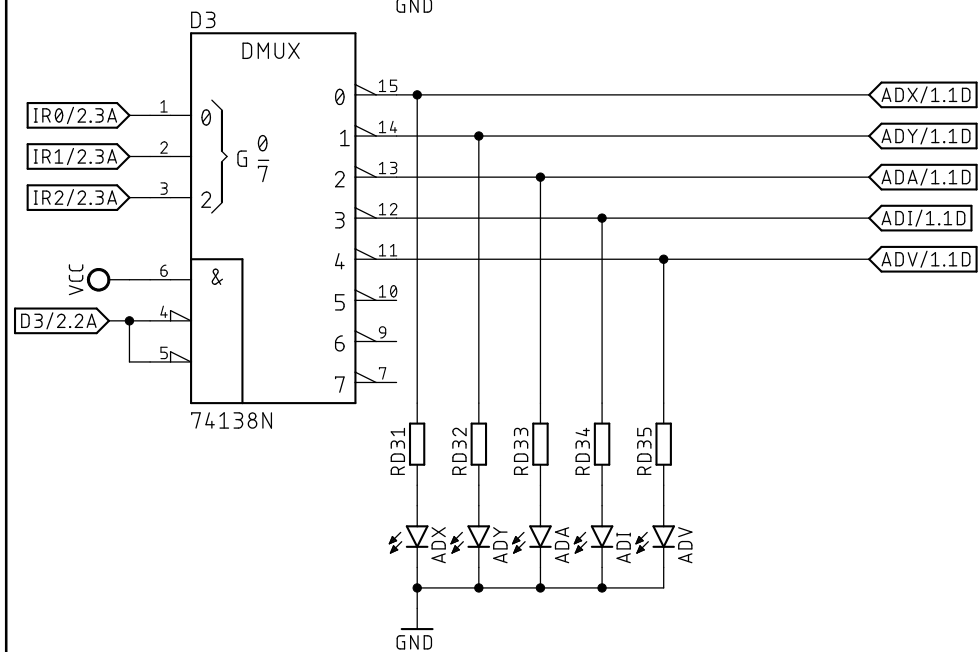 GND
D3
DMUX
0 15 ADX/1.1D
IR0/2.3A 1 0
1 14 ADY/1.1D
IR1/2.3A 2 G 0/7
2 13 ADA/1.1D
IR2/2.3A 3 2
3 12 ADI/1.1D
4 11 ADV/1.1D
VCC 6 &
5 10
D3/2.2A 4
6 9
5
7 7
74138N
RD31 RD32 RD33 RD34 RD35
ADX ADY ADA ADI ADV
GND